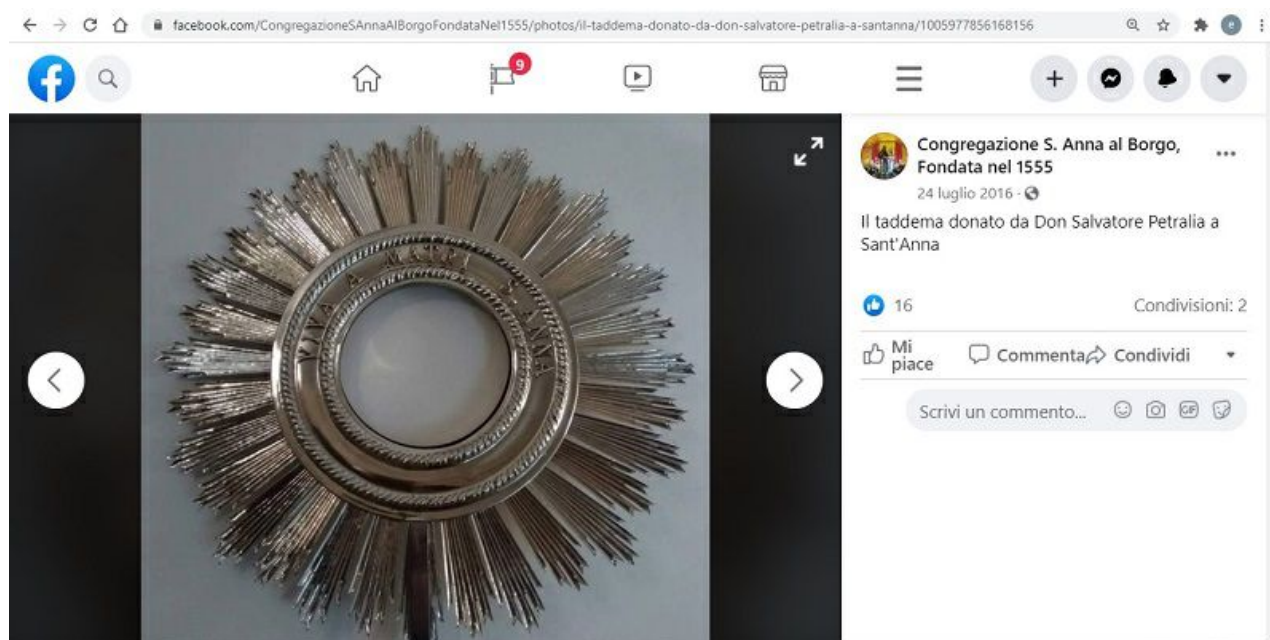 facebook.com/CongregazioneSAnnaAlBorgoFondataNel1555/photos/il-taddema-donato-da-don-salvatore-petralia-a-santanna/1005977856168156
e
9
VIVA A MATRI S. ANNA
Congregazione S. Anna al Borgo,
Fondata nel 1555
24 luglio 2016 ·
Il taddema donato da Don Salvatore Petralia a
Sant'Anna
16
Condivisioni: 2
Mi
piace
Commenta
Condividi
Scrivi un commento...
GIF